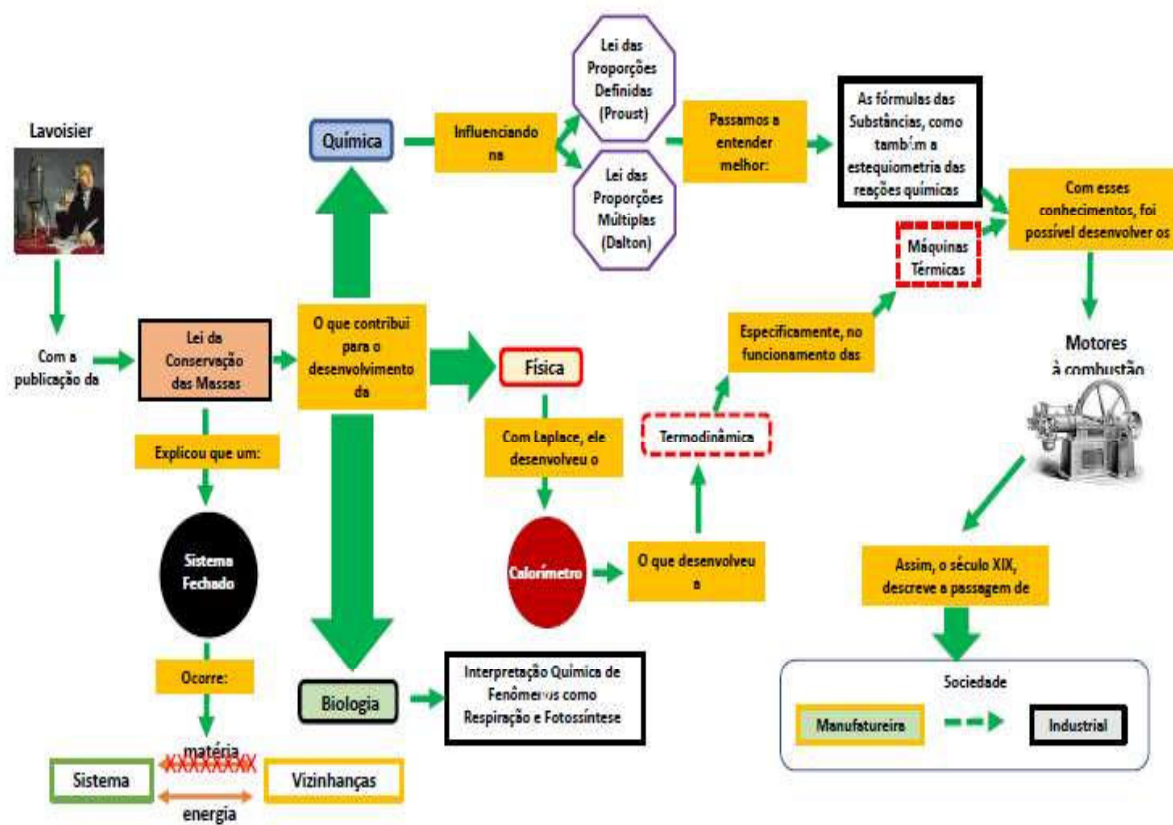 Lavoisier
Com a
publicação da
Lei da
Conservação
das Massas
O que contribui
para o
desenvolvimento
da
Química
Influenciando
na
Lei das
Proporções
Definidas
(Proust)
Lei das
Proporções
Múltiplas
(Dalton)
Passamos a
entender
melhor:
As fórmulas das
Substâncias, como
também a
estequiometria das
reações químicas
Com esses
conhecimentos, foi
possível desenvolver os
Máquinas
Térmicas
Especificamente, no
funcionamento das
Termodinâmica
Física
Com Laplace, ele
desenvolveu o
Calorímetro
O que desenvolveu
a
Motores
à combustão
Assim, o século XIX,
descreve a passagem de
Sociedade
Manufatureira
Industrial
Explicou que um:
Sistema
Fechado
Ocorre:
matéria
XXXXXXX
Sistema
Vizinhanças
energia
Biologia
Interpretação Química de
Fenômenos como
Respiração e Fotossíntese